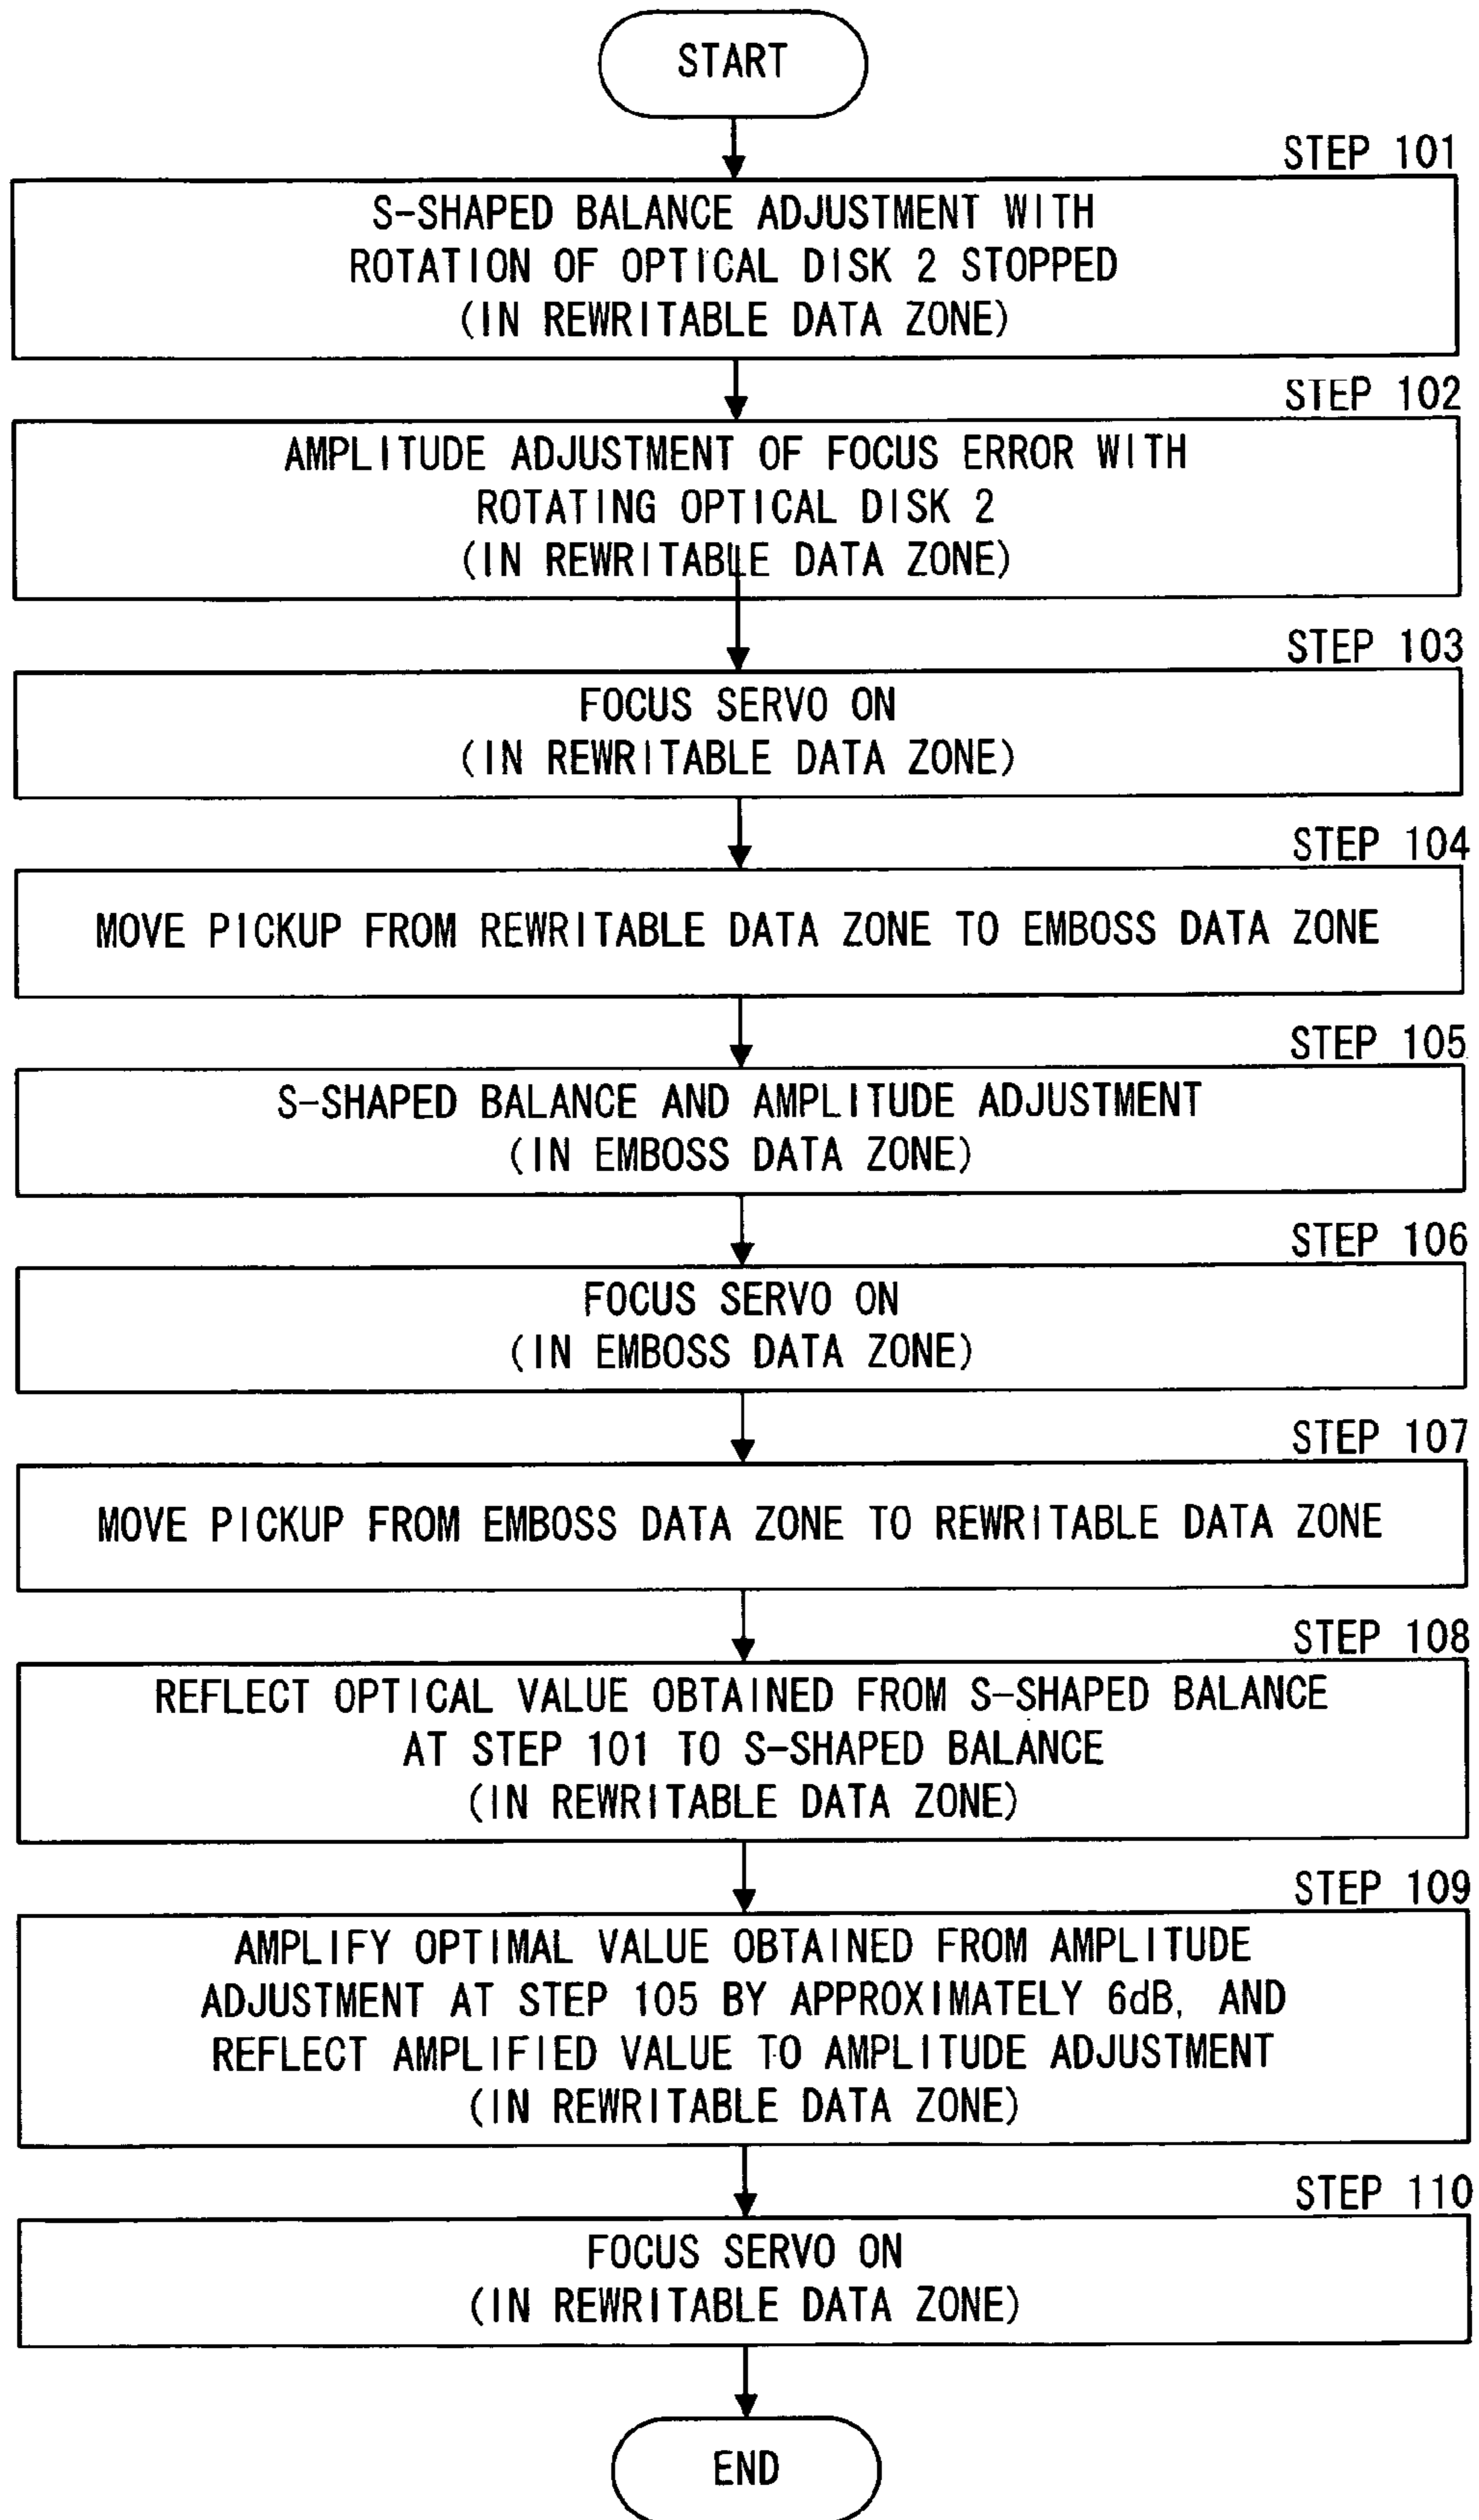 START
STEP 101
S-SHAPED BALANCE ADJUSTMENT WITH
ROTATION OF OPTICAL DISK 2 STOPPED
(IN REWRITABLE DATA ZONE)
STEP 102
AMPLITUDE ADJUSTMENT OF FOCUS ERROR WITH
ROTATING OPTICAL DISK 2
(IN REWRITABLE DATA ZONE)
STEP 103
FOCUS SERVO ON
(IN REWRITABLE DATA ZONE)
STEP 104
MOVE PICKUP FROM REWRITABLE DATA ZONE TO EMBOSS DATA ZONE
STEP 105
S-SHAPED BALANCE AND AMPLITUDE ADJUSTMENT
(IN EMBOSS DATA ZONE)
STEP 106
FOCUS SERVO ON
(IN EMBOSS DATA ZONE)
STEP 107
MOVE PICKUP FROM EMBOSS DATA ZONE TO REWRITABLE DATA ZONE
STEP 108
REFLECT OPTICAL VALUE OBTAINED FROM S-SHAPED BALANCE
AT STEP 101 TO S-SHAPED BALANCE
(IN REWRITABLE DATA ZONE)
STEP 109
AMPLIFY OPTIMAL VALUE OBTAINED FROM AMPLITUDE
ADJUSTMENT AT STEP 105 BY APPROXIMATELY 6dB, AND
REFLECT AMPLIFIED VALUE TO AMPLITUDE ADJUSTMENT
(IN REWRITABLE DATA ZONE)
STEP 110
FOCUS SERVO ON
(IN REWRITABLE DATA ZONE)
END